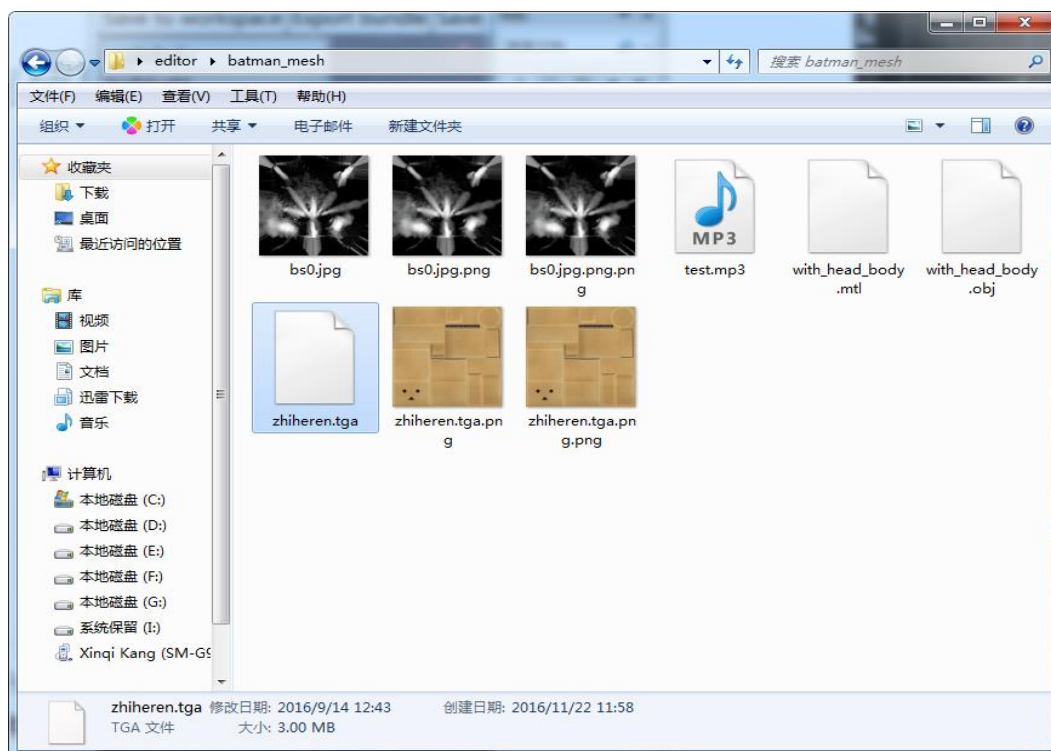 Save to workspace Export bundle Save
editor batman_mesh 搜索 batman_mesh
文件(F) 编辑(E) 查看(V) 工具(T) 帮助(H)
组织 打开 共享 电子邮件 新建文件夹
收藏夹
下载
桌面
最近访问的位置
库
视频
图片
文档
迅雷下载
音乐
计算机
本地磁盘 (C:)
本地磁盘 (D:)
本地磁盘 (E:)
本地磁盘 (F:)
本地磁盘 (G:)
系统保留 (I:)
Xinqi Kang (SM-G9
MP3
bs0.jpg bs0.jpg.png bs0.jpg.png.pn test.mp3 with_head_body with_head_body
g .mtl .obj
zhiheren.tga zhiheren.tga.pn zhiheren.tga.pn
g g.png
zhiheren.tga 修改日期: 2016/9/14 12:43 创建日期: 2016/11/22 11:58
TGA 文件 大小: 3.00 MB